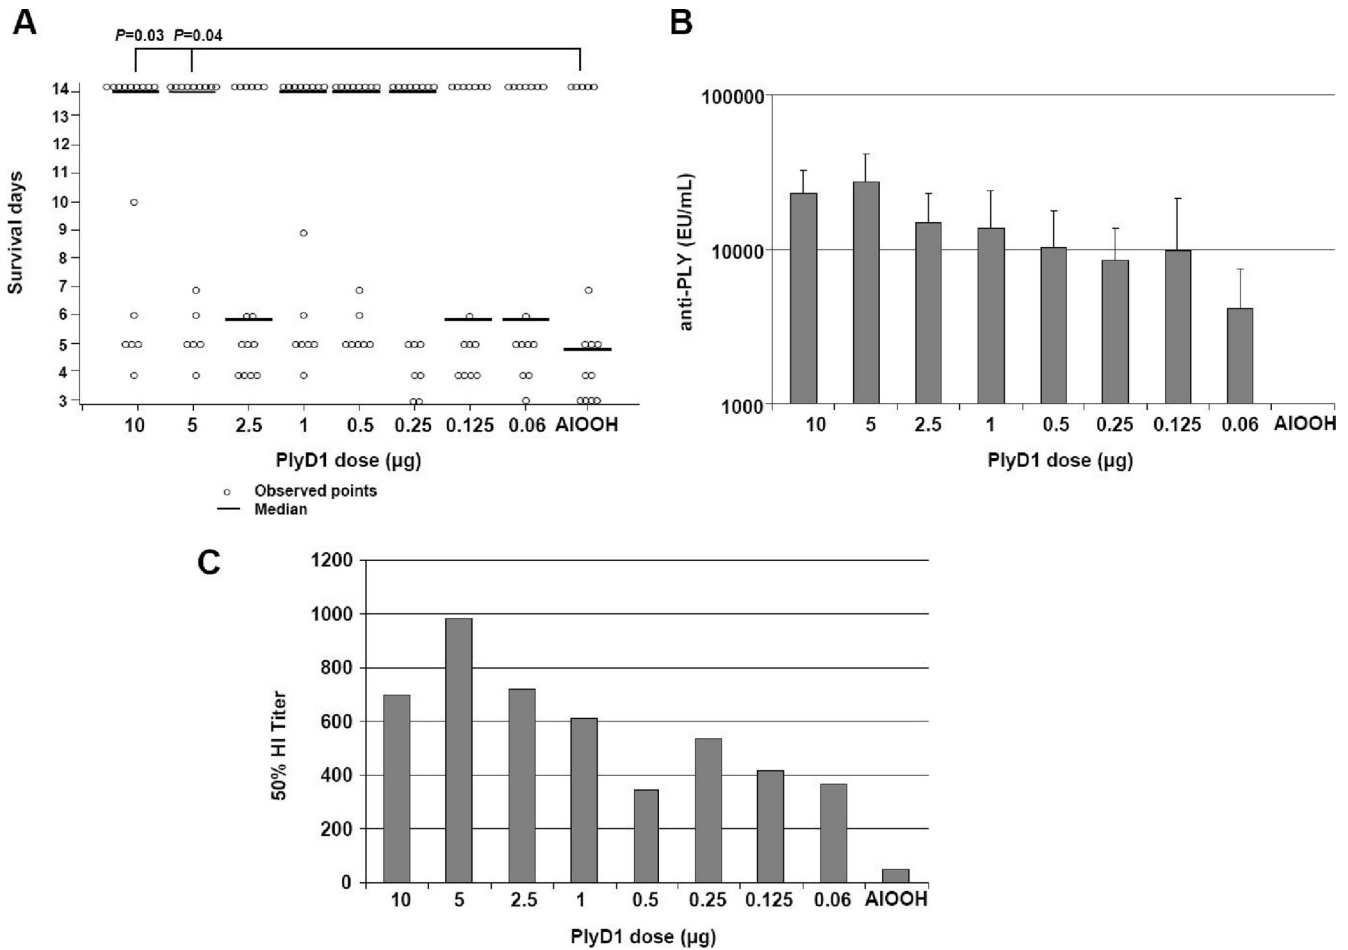 A
P=0.03 P=0.04
14
13
12
11
10
9
8
7
6
5
4
3
Survival days
10 5 2.5 1 0.5 0.25 0.125 0.06 AlOOH
PlyD1 dose (µg)
Observed points
Median
B
100000
10000
1000
anti-PLY (EU/mL)
10 5 2.5 1 0.5 0.25 0.125 0.06 AlOOH
PlyD1 dose (µg)
C
1200
1000
800
600
400
200
0
50% HI Titer
10 5 2.5 1 0.5 0.25 0.125 0.06 AlOOH
PlyD1 dose (µg)